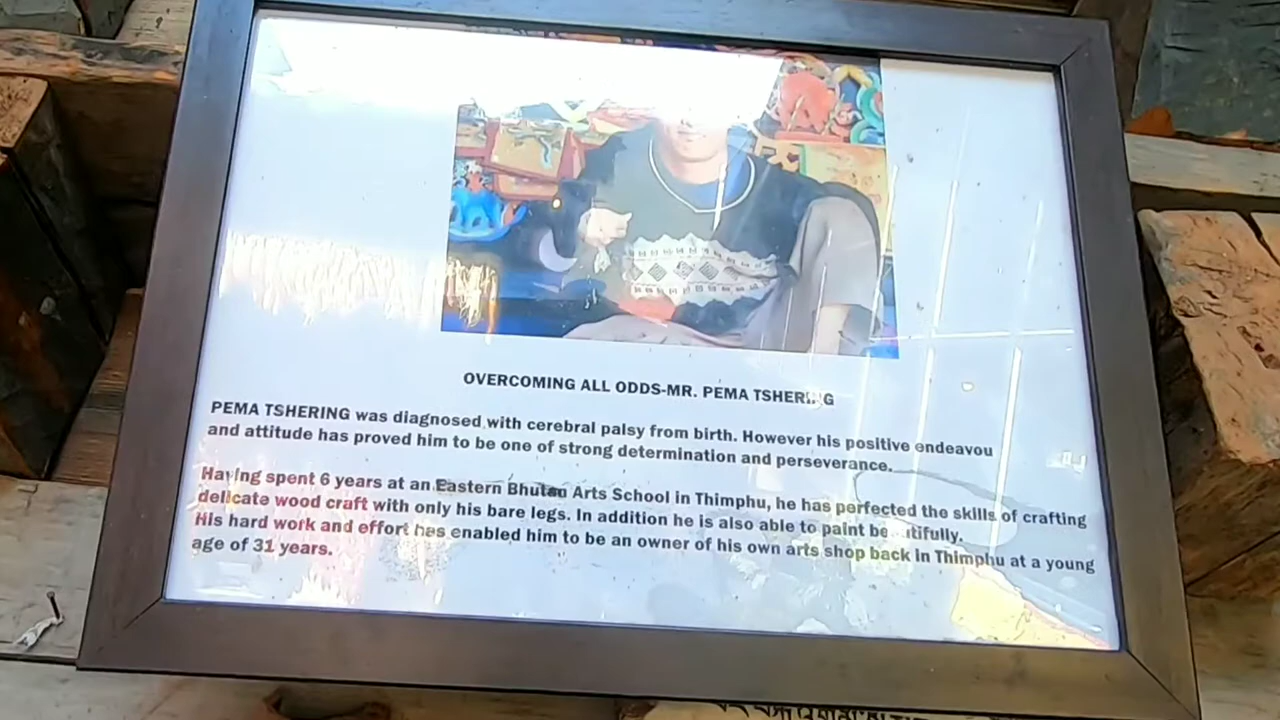 OVERCOMING ALL ODDS-MR. PEMA TSHERING
PEMA TSHERING was diagnosed with cerebral palsy from birth. However his positive endeavou
and attitude has proved him to be one of strong determination and perseverance.
Having spent 6 years at an Eastern Bhutan Arts School in Thimphu, he has perfected the skills of crafting
delicate wood craft with only his bare legs. In addition he is also able to paint beautifully.
His hard work and effort has enabled him to be an owner of his own arts shop back in Thimphu at a young
age of 31 years.